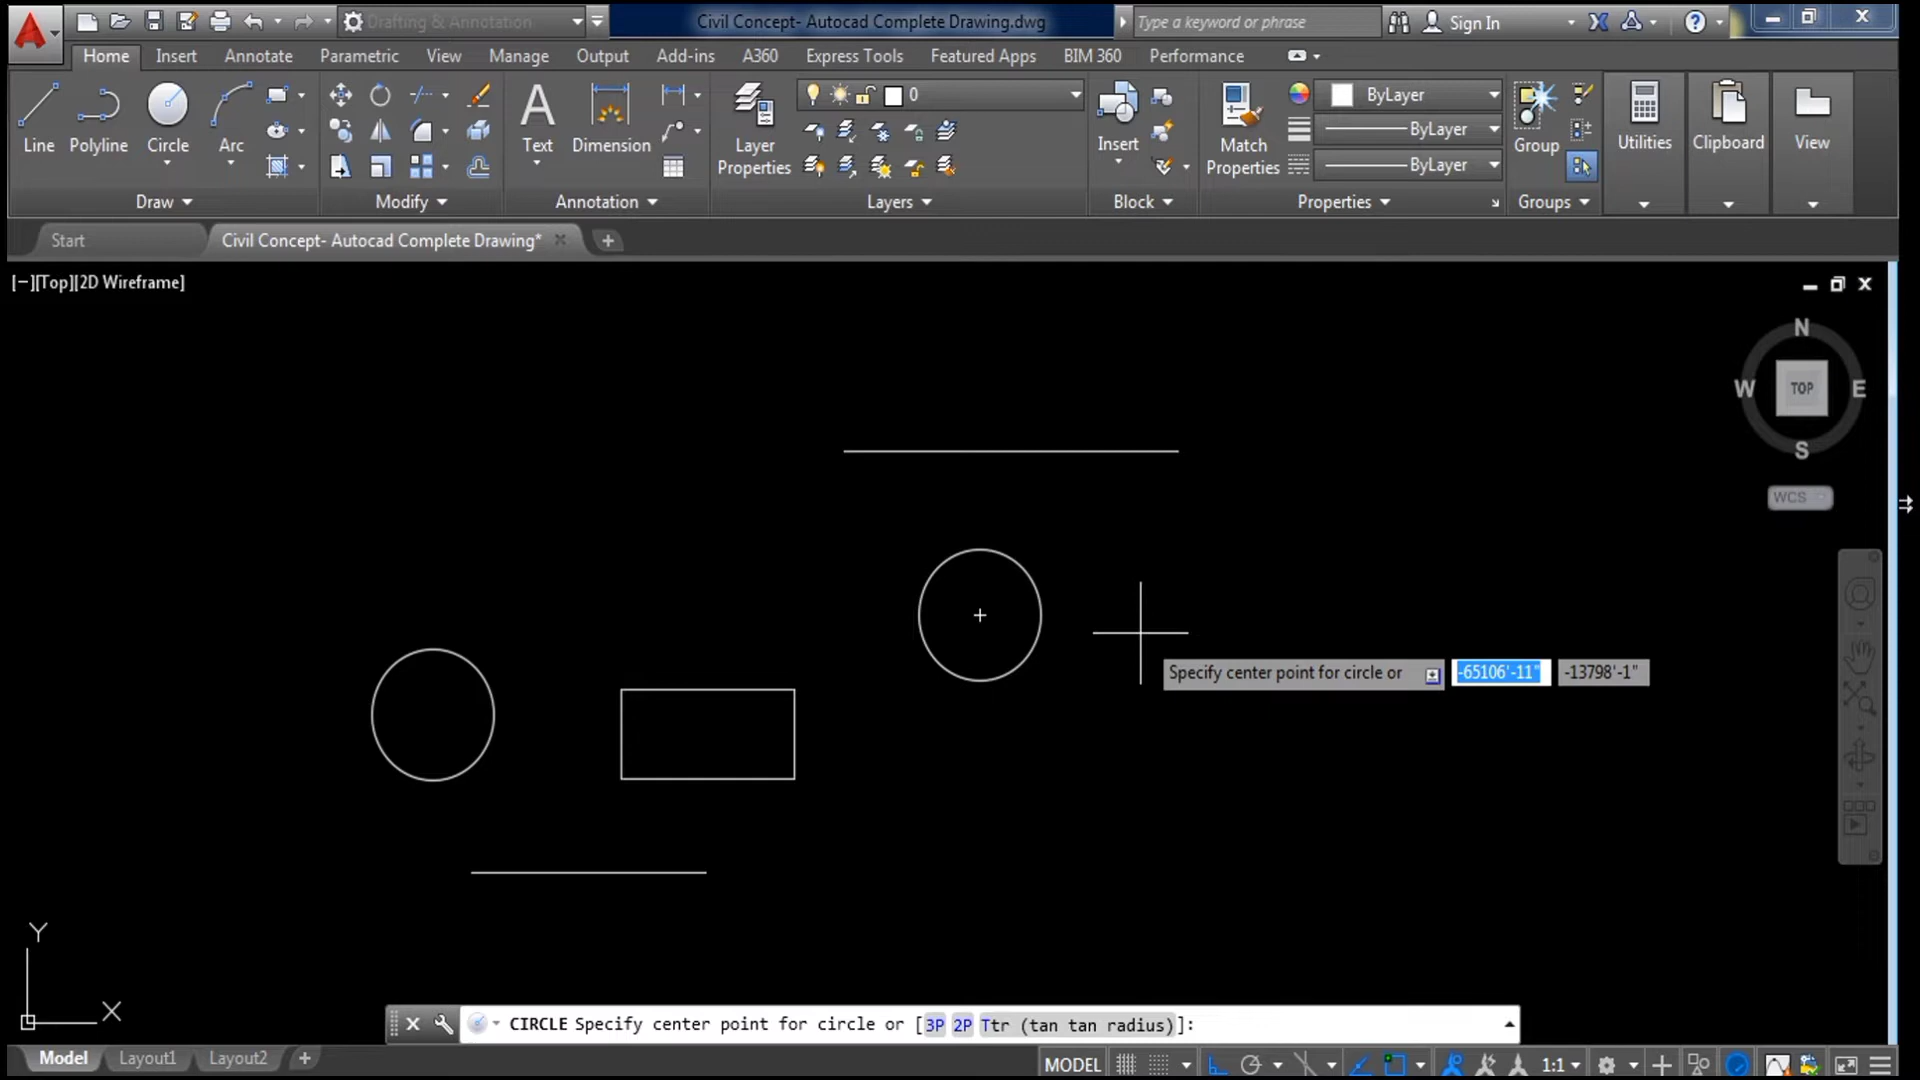 Drafting & Annotation
Civil Concept- Autocad Complete Drawing.dwg
Type a keyword or phrase
Sign In
Home Insert Annotate Parametric View Manage Output Add-ins A360 Express Tools Featured Apps BIM 360 Performance
Line
Polyline
Circle
Arc
Draw
Modify
Text
Dimension
Annotation
Layer
Properties
0
Layers
Insert
Block
Match
Properties
ByLayer
ByLayer
ByLayer
Properties
Group
Groups
Utilities
Clipboard
View
Start
Civil Concept- Autocad Complete Drawing*
[−][Top][2D Wireframe]
N
W
TOP
E
S
WCS
Specify center point for circle or
-65106'-11"
-13798'-1"
Y
X
CIRCLE Specify center point for circle or [3P 2P Ttr (tan tan radius)]:
Model Layout1 Layout2
MODEL
1:1